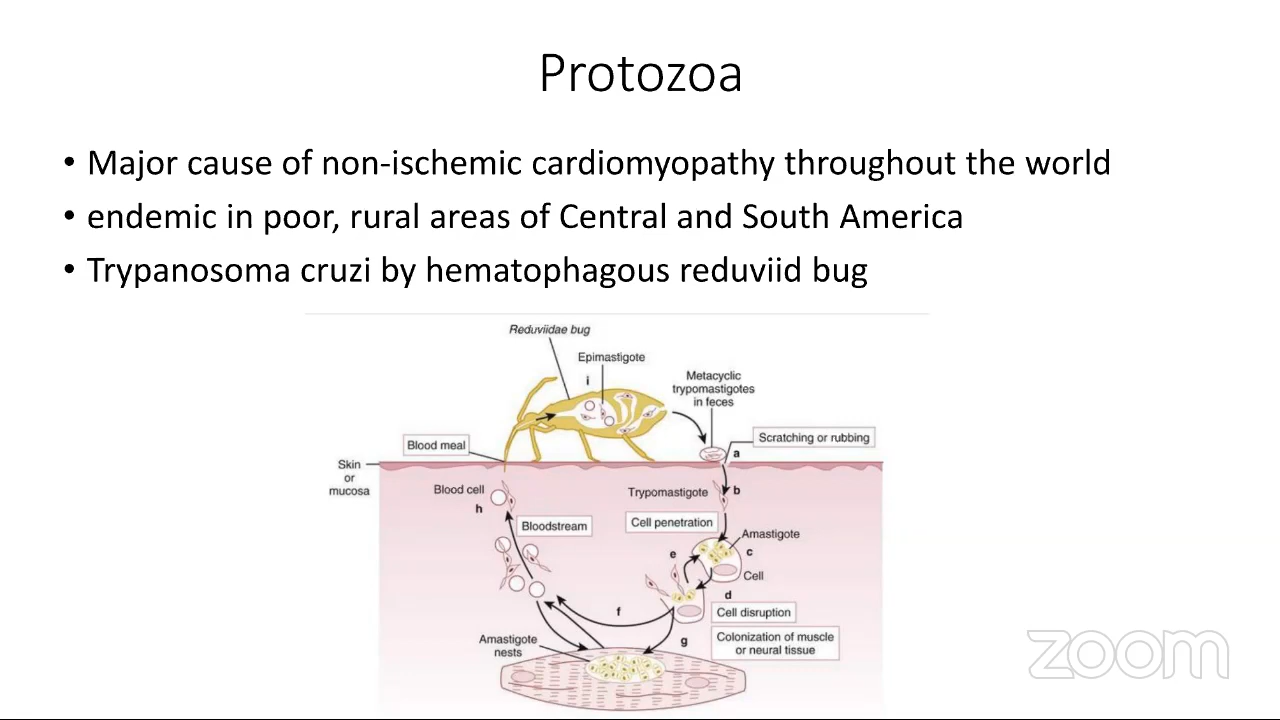 Protozoa
• Major cause of non-ischemic cardiomyopathy throughout the world
• endemic in poor, rural areas of Central and South America
• Trypanosoma cruzi by hematophagous reduviid bug
Reduviidae bug
Epimastigote
i
Metacyclic
trypomastigotes
in feces
Scratching or rubbing
Blood meal
a
Skin
or
mucosa
Blood cell
h
Trypomastigote
b
Bloodstream
Cell penetration
Amastigote
e
c
Cell
d
f
Cell disruption
g
Colonization of muscle
or neural tissue
Amastigote
nests
zoom